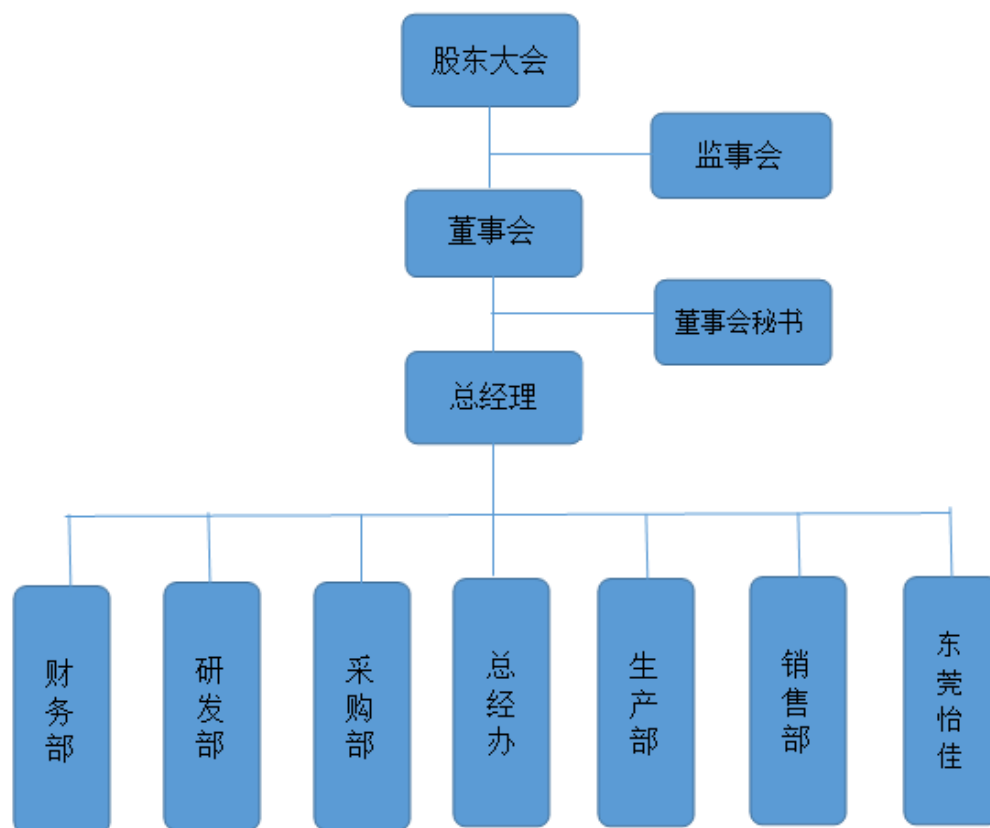 股东大会
监事会
董事会
董事会秘书
总经理
财务部
研发部
采购部
总经办
生产部
销售部
东莞怡佳